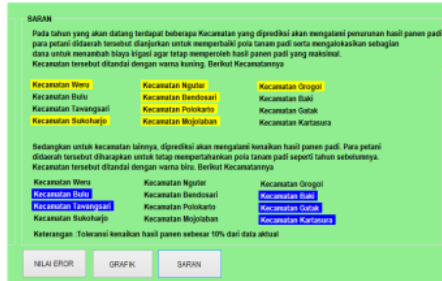 SARAN
Pada tahun yang akan datang terdapat beberapa Kecamatan yang diprediksi akan mengalami penurunan hasil panen padi
para petani didaerah tersebut dianjurkan untuk memperbaiki pola tanam padi serta mengalokasikan sebagian
dana untuk menambah biaya irigasi agar tetap memperoleh hasil panen padi yang maksimal.
Kecamatan tersebut ditandai dengan warna kuning. Berikut Kecamatannya
Kecamatan Weru Kecamatan Nguter Kecamatan Grogol
Kecamatan Bulu Kecamatan Bendosari Kecamatan Baki
Kecamatan Tawangsari Kecamatan Polokarto Kecamatan Gatak
Kecamatan Sukoharjo Kecamatan Mojolaban Kecamatan Kartasura
Sedangkan untuk kecamatan lainnya, diprediksi akan mengalami kenaikan hasil panen padi. Para petani
didaerah tersebut diharapkan untuk tetap mempertahankan pola tanam padi seperti tahun sebelumnya.
Kecamatan tersebut ditandai dengan warna biru. Berikut Kecamatannya
Kecamatan Weru Kecamatan Nguter Kecamatan Grogol
Kecamatan Bulu Kecamatan Bendosari Kecamatan Baki
Kecamatan Tawangsari Kecamatan Polokarto Kecamatan Gatak
Kecamatan Sukoharjo Kecamatan Mojolaban Kecamatan Kartasura
Keterangan :Toleransi kenaikan hasil panen sebesar 10% dari data aktual
NILAI EROR GRAFIK SARAN